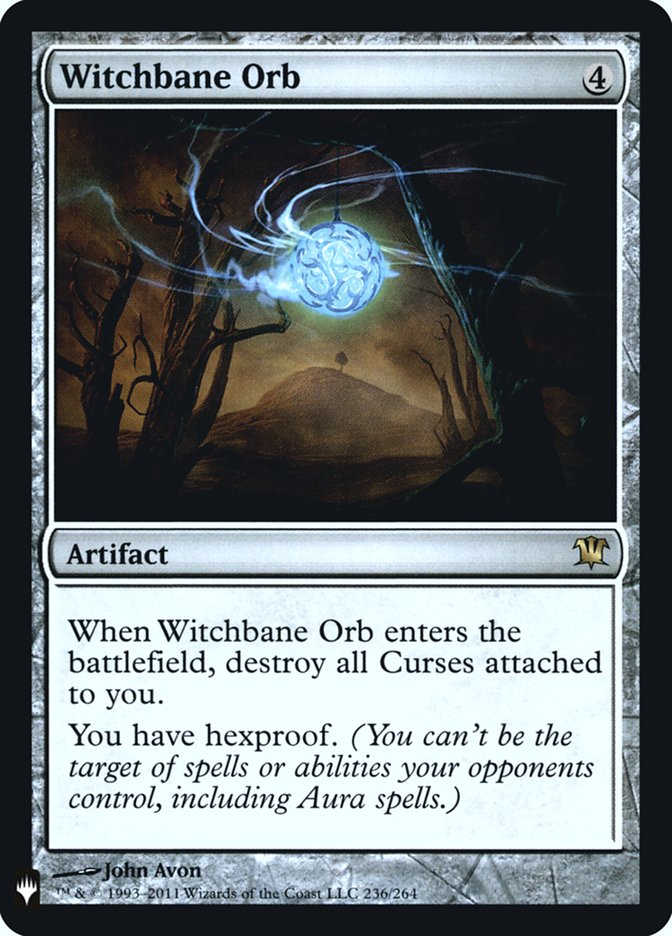 Witchbane Orb 4
Artifact
When Witchbane Orb enters the
battlefield, destroy all Curses attached
to you.
You have hexproof. (You can't be the
target of spells or abilities your opponents
control, including Aura spells.)
John Avon
™ & © 1993–2011 Wizards of the Coast LLC 236/264